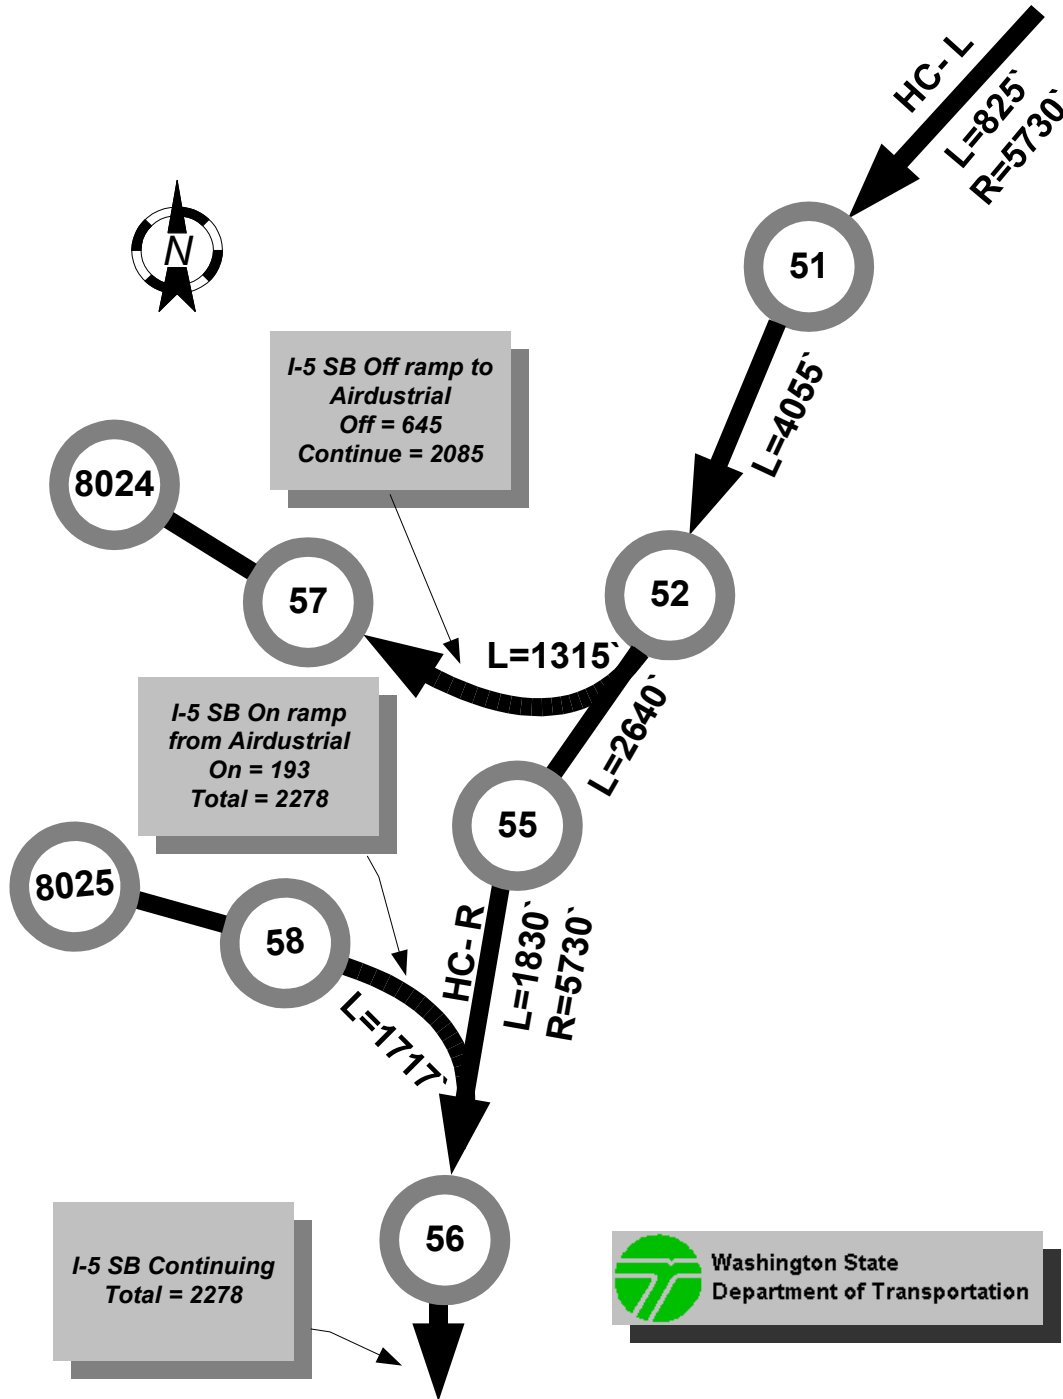 HC- L
L=825`
R=5730`
51
N
L=4055`
I-5 SB Off ramp to
Airdustrial
Off = 645
Continue = 2085
8024
57
52
L=1315`
L=2640`
I-5 SB On ramp
from Airdustrial
On = 193
Total = 2278
55
8025
58
HC- R
L=1830`
R=5730`
L=1717`
56
I-5 SB Continuing
Total = 2278
Washington State
Department of Transportation